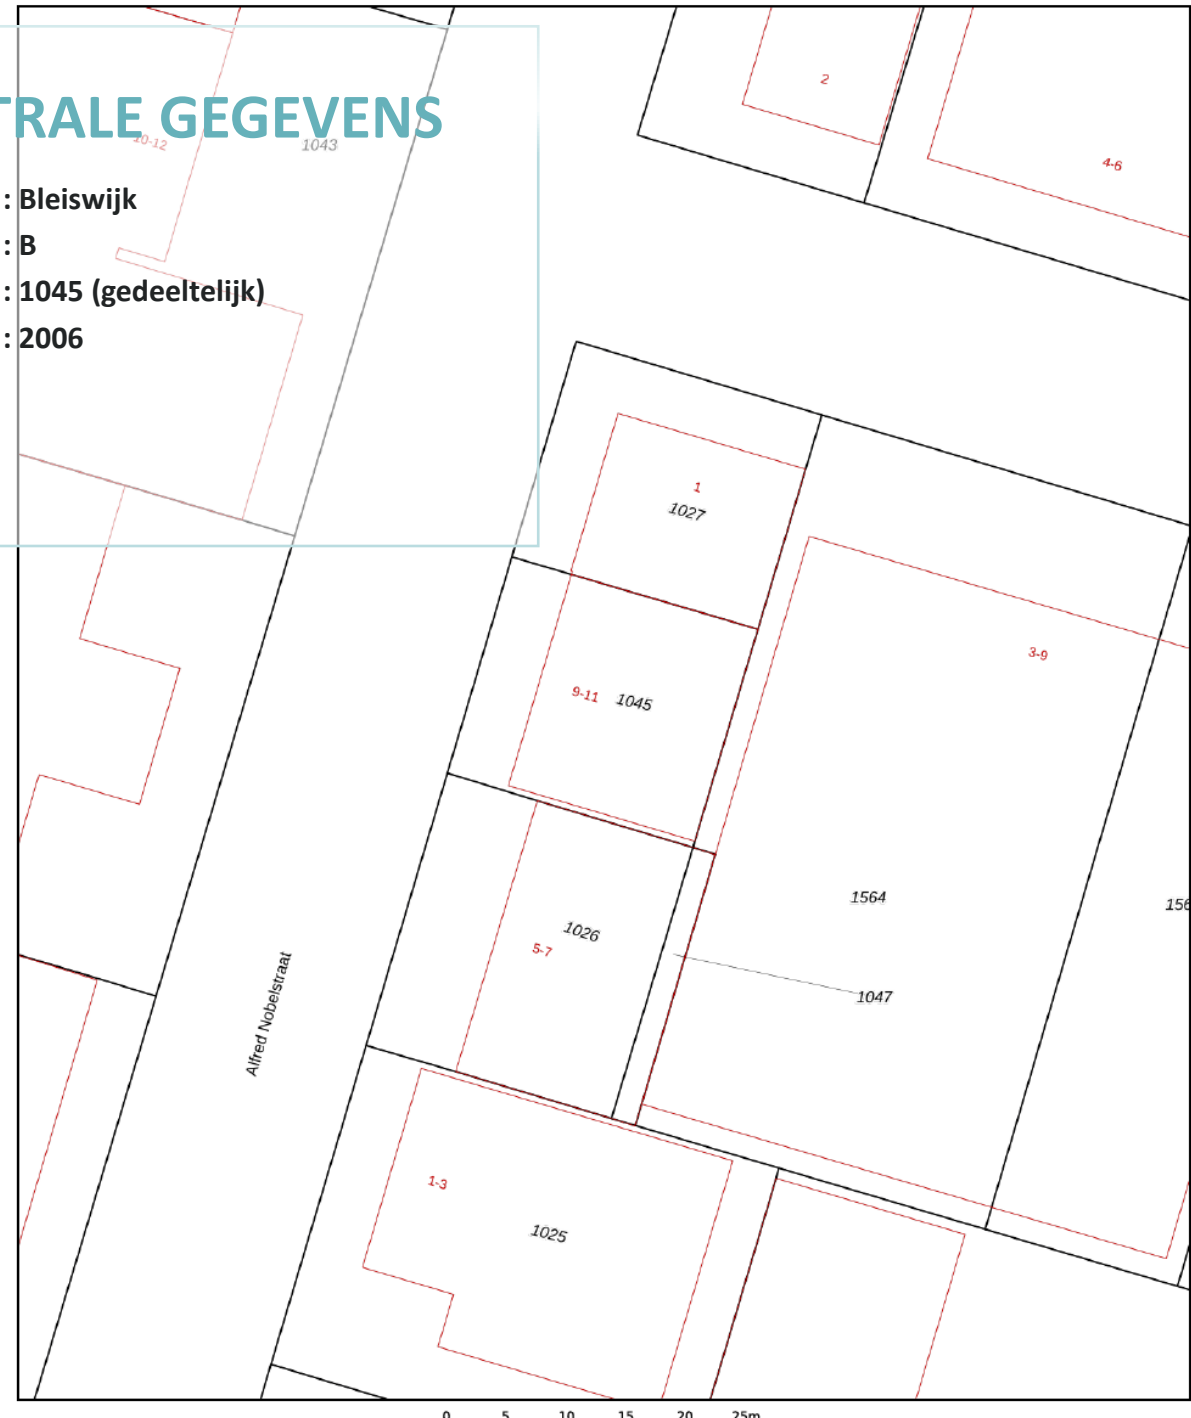 TRALE GEGEVENS
: Bleiswijk
: B
: 1045 (gedeeltelijk)
: 2006
10-12
1043
2
4-6
1
1027
3-9
9-11
1045
1564
156
1026
5-7
1047
Alfred Nobelstraat
1-3
1025
0 5 10 15 20 25m